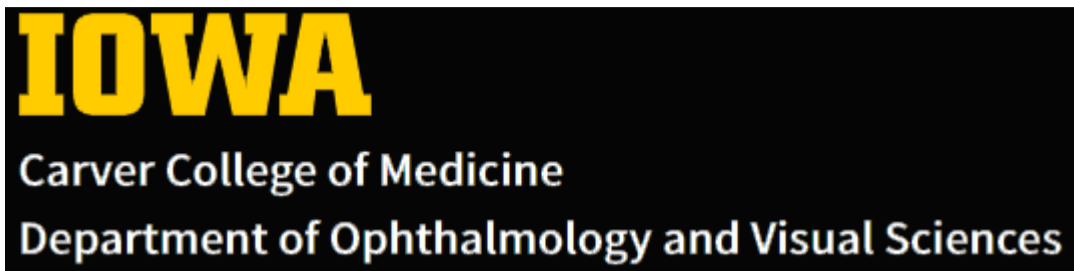 IOWA
Carver College of Medicine
Department of Ophthalmology and Visual Sciences